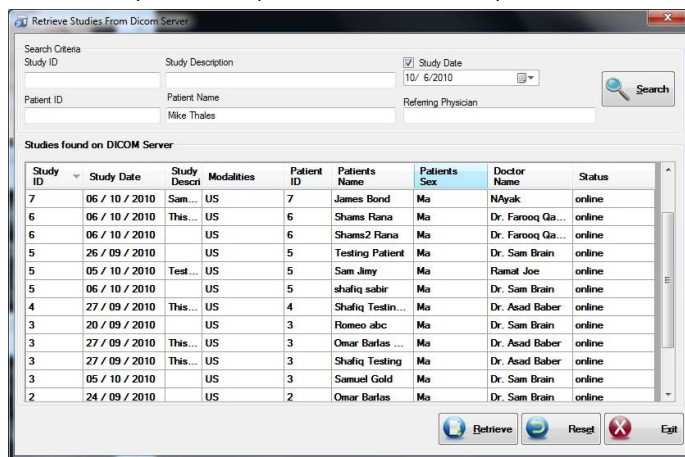 Retrieve Studies From Dicom Server
Search Criteria
Study ID Study Description Study Date
10/ 6/2010
Search
Patient ID Patient Name Referring Physician
Mike Thales
Studies found on DICOM Server
Study ID Study Date Study Descri Modalities Patient ID Patients Name Patients Sex Doctor Name Status
7 06 / 10 / 2010 Sam... US 7 James Bond Ma NAyak online
6 06 / 10 / 2010 This... US 6 Shams Rana Ma Dr. Farooq Qa... online
6 06 / 10 / 2010 US 6 Shams2 Rana Ma Dr. Farooq Qa... online
5 26 / 09 / 2010 US 5 Testing Patient Ma Dr. Sam Brain online
5 05 / 10 / 2010 Test... US 5 Sam Jimy Ma Ramat Joe online
5 06 / 10 / 2010 US 5 shafiq sabir Ma Dr. Sam Brain online
4 27 / 09 / 2010 This... US 4 Shafiq Testin... Ma Dr. Asad Baber online
3 20 / 09 / 2010 US 3 Romeo abc Ma Dr. Sam Brain online
3 27 / 09 / 2010 This... US 3 Omar Barlas ... Ma Dr. Asad Baber online
3 27 / 09 / 2010 This... US 3 Shafiq Testing Ma Dr. Asad Baber online
3 05 / 10 / 2010 US 3 Samuel Gold Ma Dr. Sam Brain online
2 24 / 09 / 2010 US 2 Omar Barlas Ma Dr. Sam Brain online
Retrieve Reset Exit